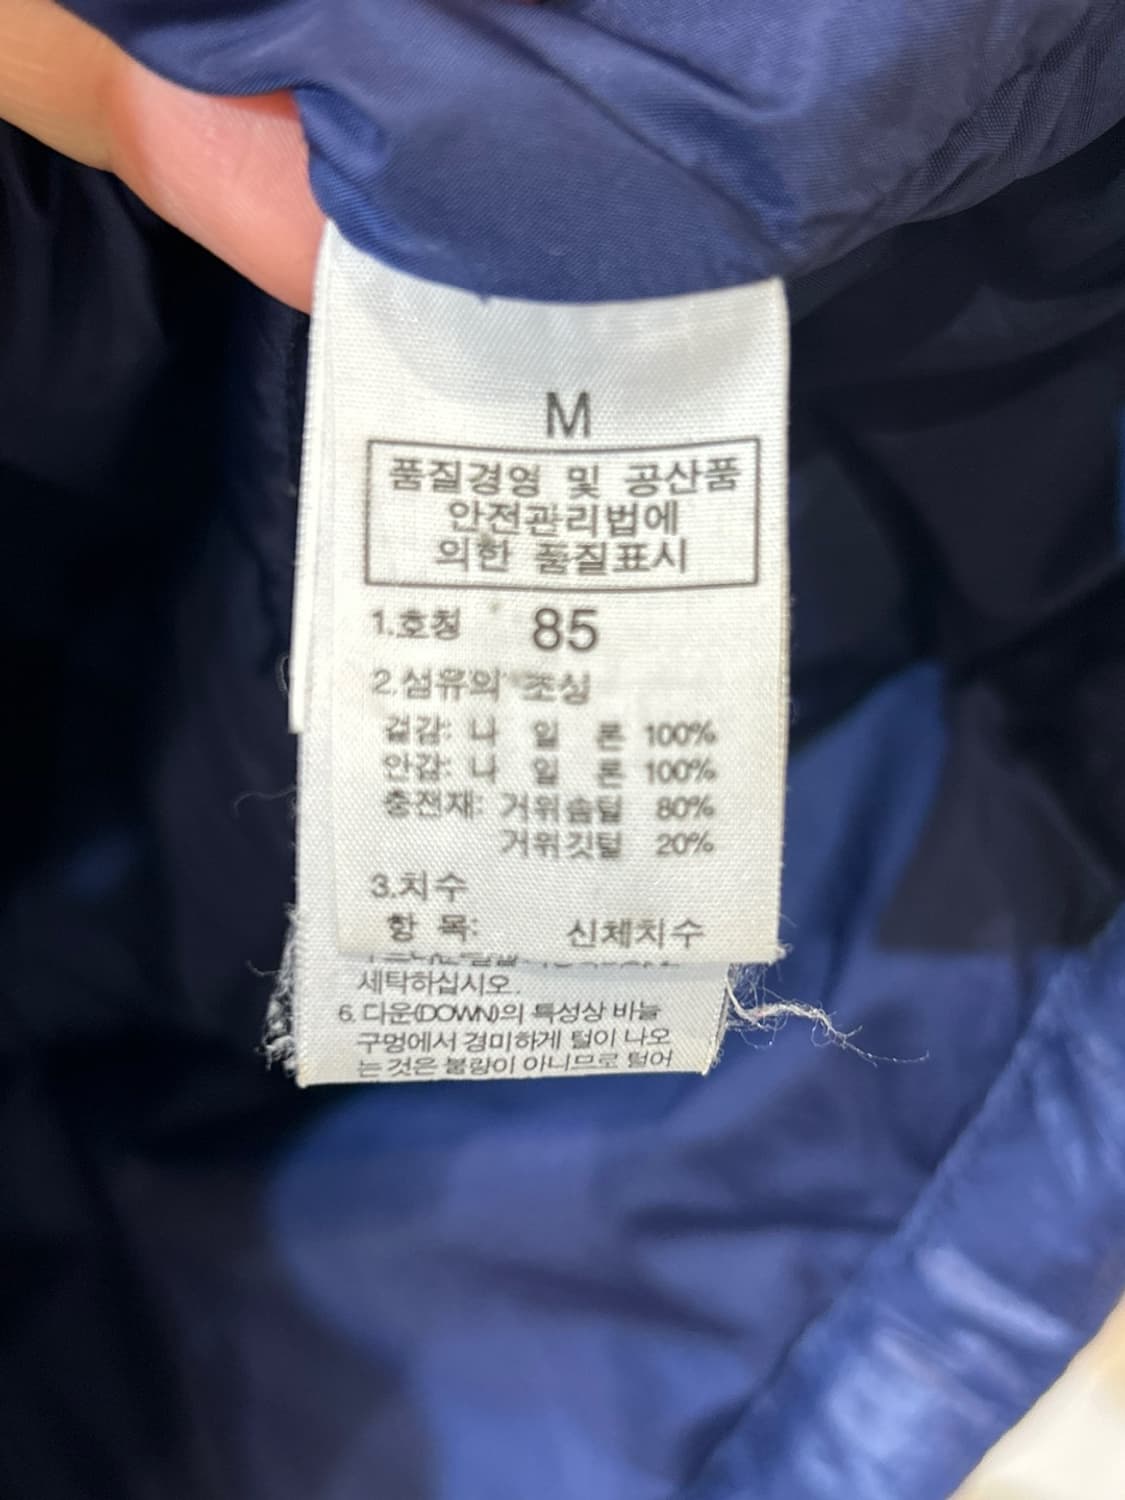 M
품질경영 및 공산품
안전관리법에
의한 품질표시
1.호칭 85
2.섬유의 조성
겉감: 나 일 론 100%
안감: 나 일 론 100%
충전재: 거위솜털 80%
거위깃털 20%
3.치수
항 목: 신체치수
세탁하십시오.
6. 다운(DOWN)의 특성상 바늘
구멍에서 경미하게 털이 나오
는 것은 불량이 아니므로 털어